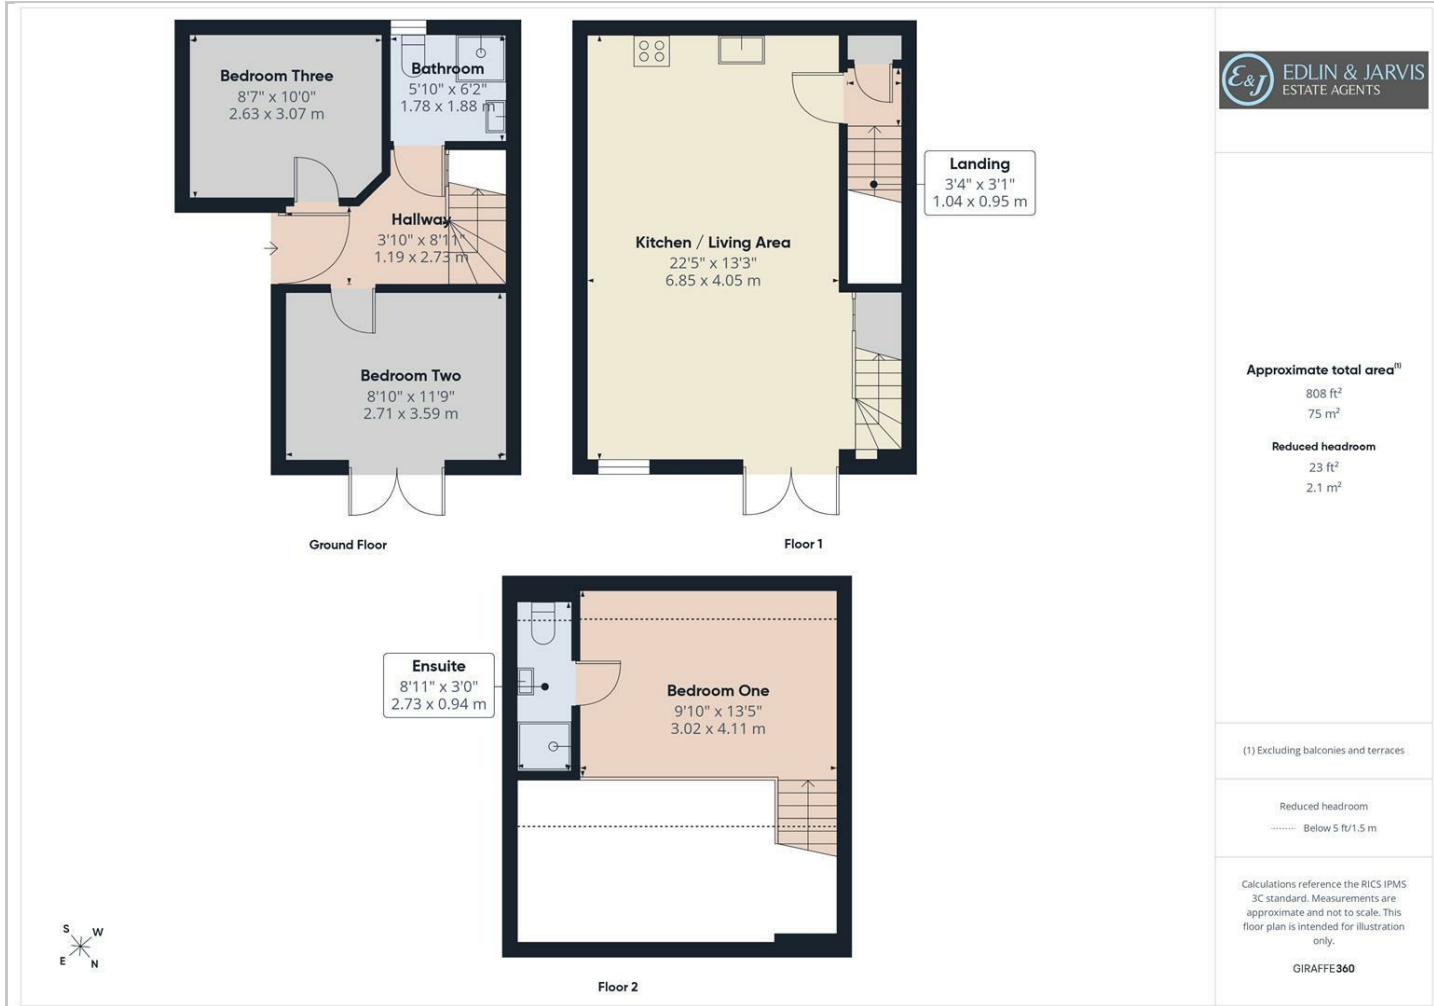 Bedroom Three
8'7" x 10'0"
2.63 x 3.07 m
Bathroom
5'10" x 6'2"
1.78 x 1.88 m
Hallway
3'10" x 8'11"
1.19 x 2.73 m
Bedroom Two
8'10" x 11'9"
2.71 x 3.59 m
Ground Floor
Kitchen / Living Area
22'5" x 13'3"
6.85 x 4.05 m
Landing
3'4" x 3'1"
1.04 x 0.95 m
Floor 1
Ensuite
8'11" x 3'0"
2.73 x 0.94 m
Bedroom One
9'10" x 13'5"
3.02 x 4.11 m
Floor 2
S W
E N
E&J EDLIN & JARVIS
ESTATE AGENTS
Approximate total area(1)
808 ft²
75 m²
Reduced headroom
23 ft²
2.1 m²
(1) Excluding balconies and terraces
Reduced headroom
Below 5 ft/1.5 m
Calculations reference the RICS IPMS
3C standard. Measurements are
approximate and not to scale. This
floor plan is intended for illustration
only.
GIRAFFE360